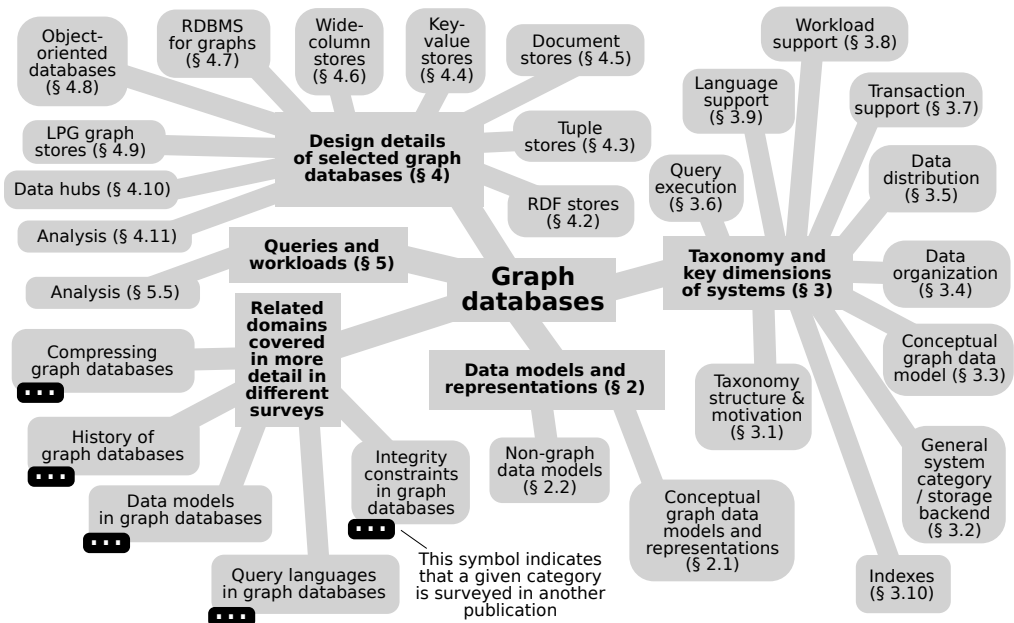 Object-
oriented
databases
(§ 4.8)
RDBMS
for graphs
(§ 4.7)
Wide-
column
stores
(§ 4.6)
Key-
value
stores
(§ 4.4)
Document
stores (§ 4.5)
LPG graph
stores (§ 4.9)
Design details
of selected graph
databases (§ 4)
Tuple
stores (§ 4.3)
Data hubs (§ 4.10)
RDF stores
(§ 4.2)
Analysis (§ 4.11)
Queries and
workloads (§ 5)
Analysis (§ 5.5)
Graph
databases
Workload
support (§ 3.8)
Language
support
(§ 3.9)
Transaction
support (§ 3.7)
Query
execution
(§ 3.6)
Data
distribution
(§ 3.5)
Taxonomy and
key dimensions
of systems (§ 3)
Data
organization
(§ 3.4)
Conceptual
graph data
model (§ 3.3)
Taxonomy
structure &
motivation
(§ 3.1)
General
system
category
/ storage
backend
(§ 3.2)
Indexes
(§ 3.10)
Related
domains
covered
in more
detail in
different
surveys
Data models and
representations (§ 2)
Compressing
graph databases
...
History of
graph databases
...
Data models
in graph databases
...
Query languages
in graph databases
...
Integrity
constraints
in graph
databases
...
Non-graph
data models
(§ 2.2)
Conceptual
graph data
models and
representations
(§ 2.1)
This symbol indicates
that a given category
is surveyed in another
publication